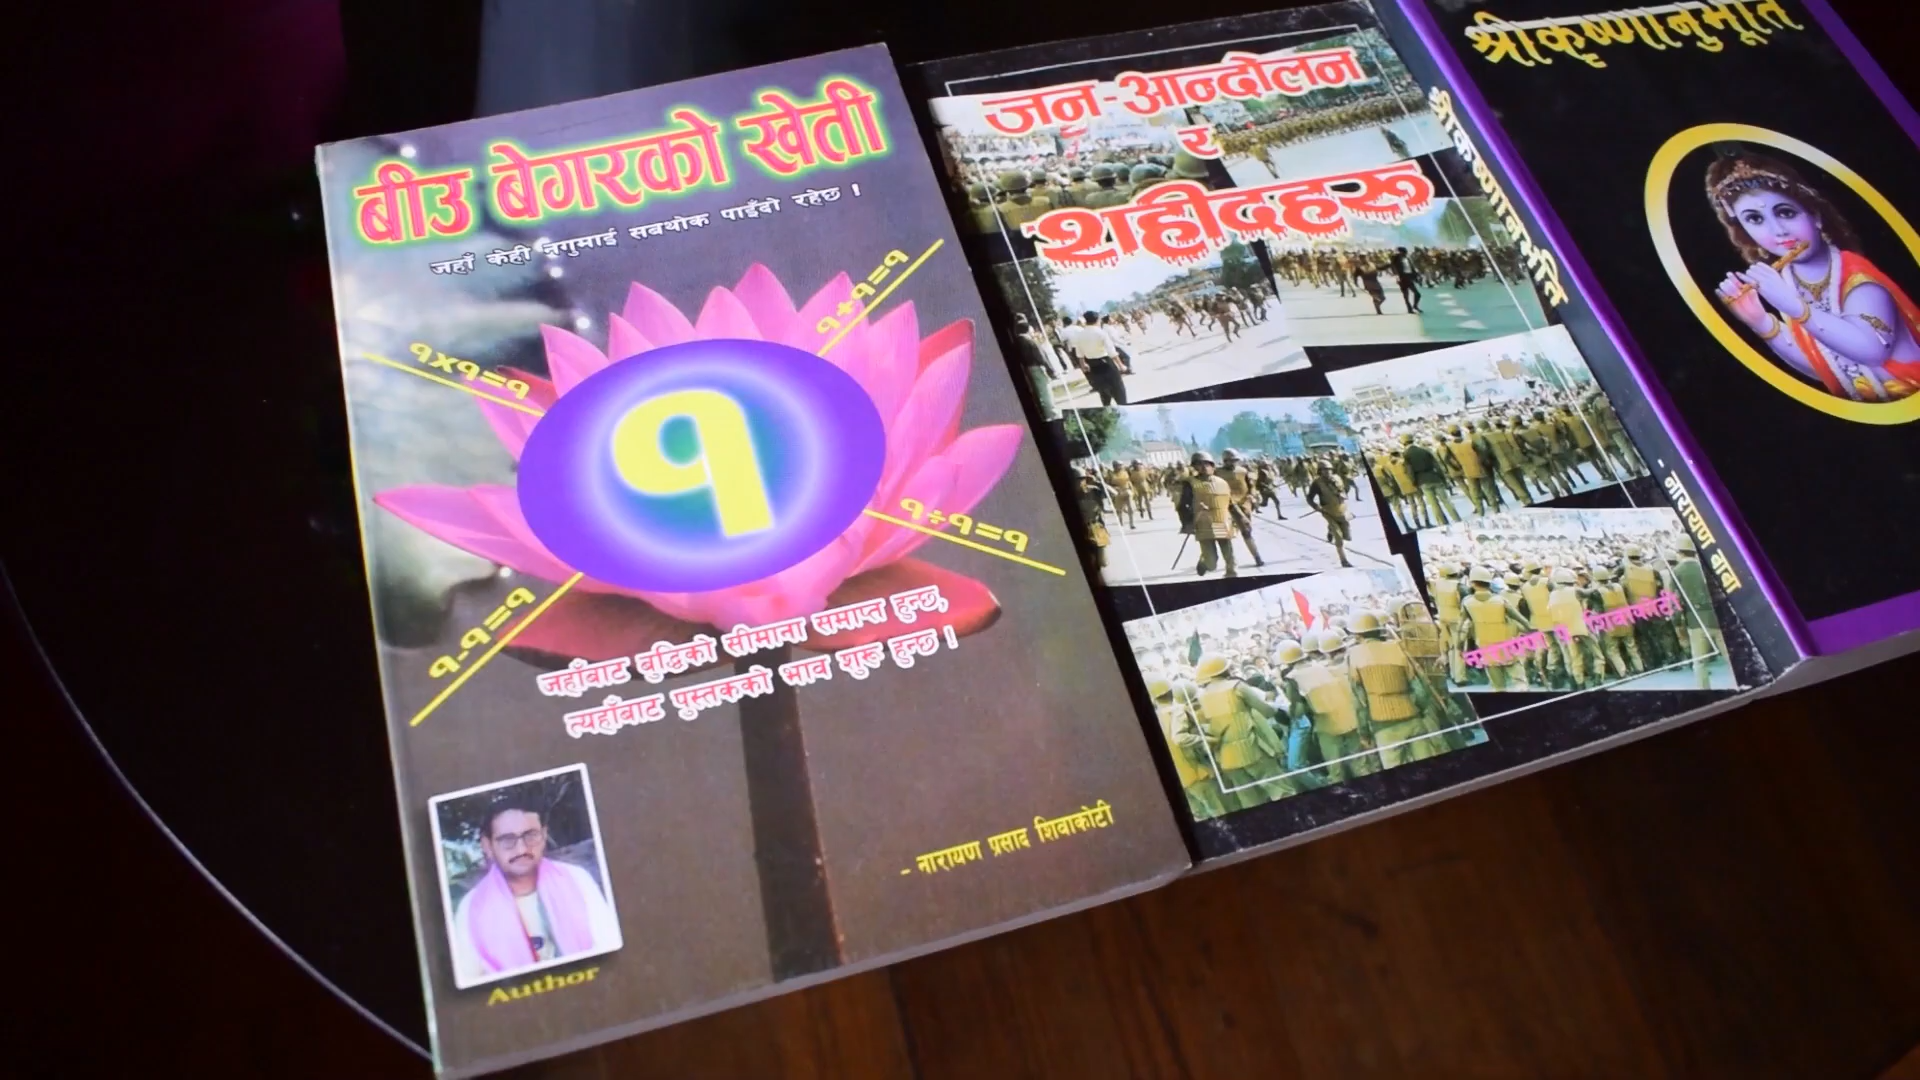 बीउ बेगरको खेती
जहाँ केही नगुमाई सबथोक पाइँदो रहेछ !
१x१=१
१+१=१
१
१-१=१
१÷१=१
जहाँबाट बुद्धिको सीमाना समाप्त हुन्छ,
त्यहाँबाट पुस्तकको भाव शुरू हुन्छ ।
- नारायण प्रसाद शिवाकोटी
Author
जन-आन्दोलन
र
शहीदहरू
नारायण प्र. शिवाकोटी
श्रीकृष्णानुभूति
- नारायण बाबा
श्रीकृष्णानुभूति